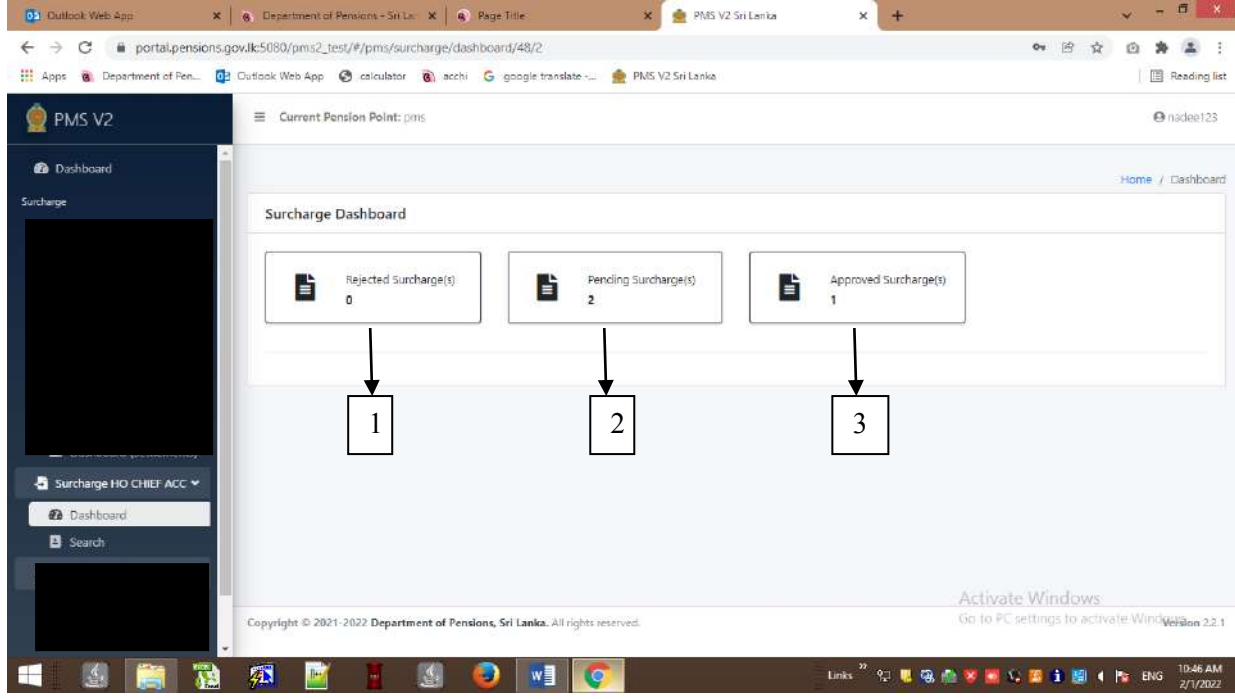 Outlook Web App
Department of Pensions - Sri La
Page Title
PMS V2 Sri Lanka
portal.pensions.gov.lk:5080/pms2_test/#/pms/surcharge/dashboard/48/2
Apps
Department of Pen...
Outlook Web App
calculator
acchi
google translate -...
PMS V2 Sri Lanka
Reading list
PMS V2
Current Pension Point: pms
nadee123
Dashboard
Home / Dashboard
Surcharge
Surcharge Dashboard
Rejected Surcharge(s)
0
Pending Surcharge(s)
2
Approved Surcharge(s)
1
1
2
3
Surcharge HO CHIEF ACC
Dashboard
Search
Activate Windows
Go to PC settings to activate Windows.
Copyright © 2021-2022 Department of Pensions, Sri Lanka. All rights reserved.
Version 2.2.1
Links
ENG
10:46 AM
2/1/2022